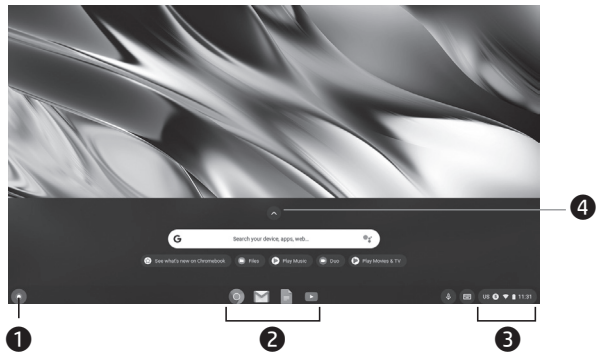 4
G Search your device, apps, web...
See what's new on Chromebook Files Play Music Duo Play Movies & TV
US 11:31
1 2 3